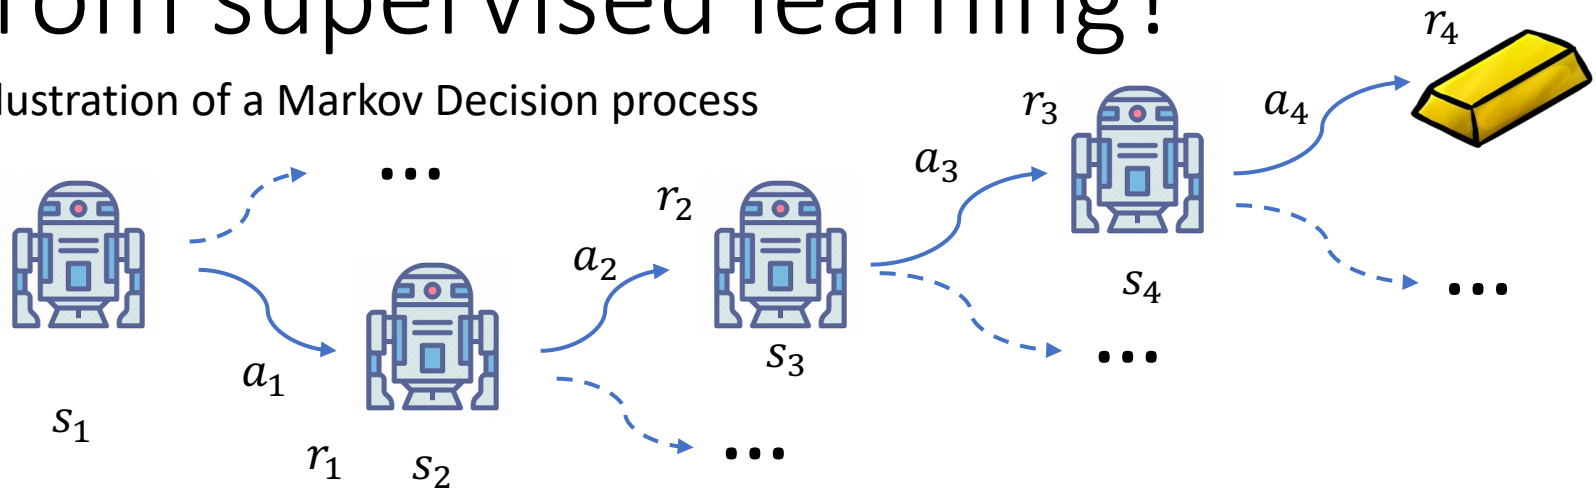 rom supervised learning?
lustration of a Markov Decision process
r₄
r₃
a₄
a₃
r₂
a₂
s₄
...
...
s₃
...
a₁
s₁
r₁
s₂
...